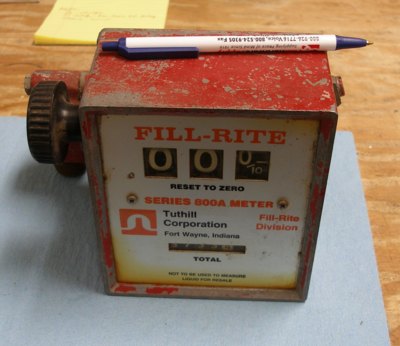 FILL-RITE
0 0 0
10
RESET TO ZERO
SERIES 800A METER
Tuthill
Corporation
Fort Wayne, Indiana
Fill-Rite
Division
TOTAL
NOT TO BE USED TO MEASURE
LIQUID FOR RESALE